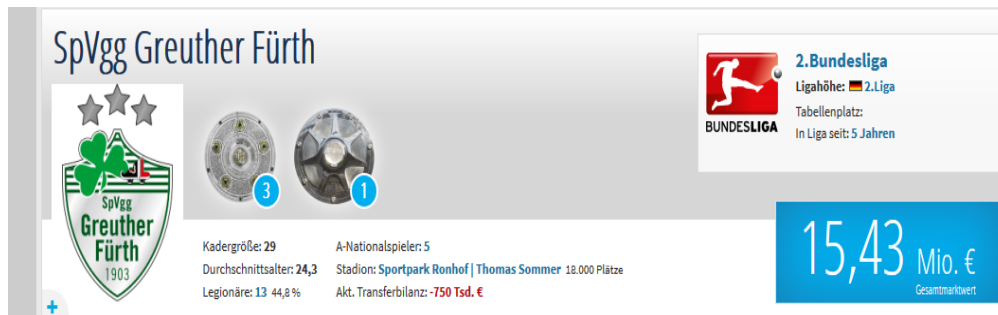 SpVgg Greuther Fürth
2.Bundesliga
Ligahöhe: 2.Liga
Tabellenplatz:
In Liga seit: 5 Jahren
BUNDESLIGA
3
1
SpVgg
Greuther
Fürth
1903
Kadergröße: 29
Durchschnittsalter: 24,3
Legionäre: 13 44,8 %
A-Nationalspieler: 5
Stadion: Sportpark Ronhof | Thomas Sommer 18.000 Plätze
Akt. Transferbilanz: -750 Tsd. €
15,43 Mio. €
Gesamtmarktwert
+